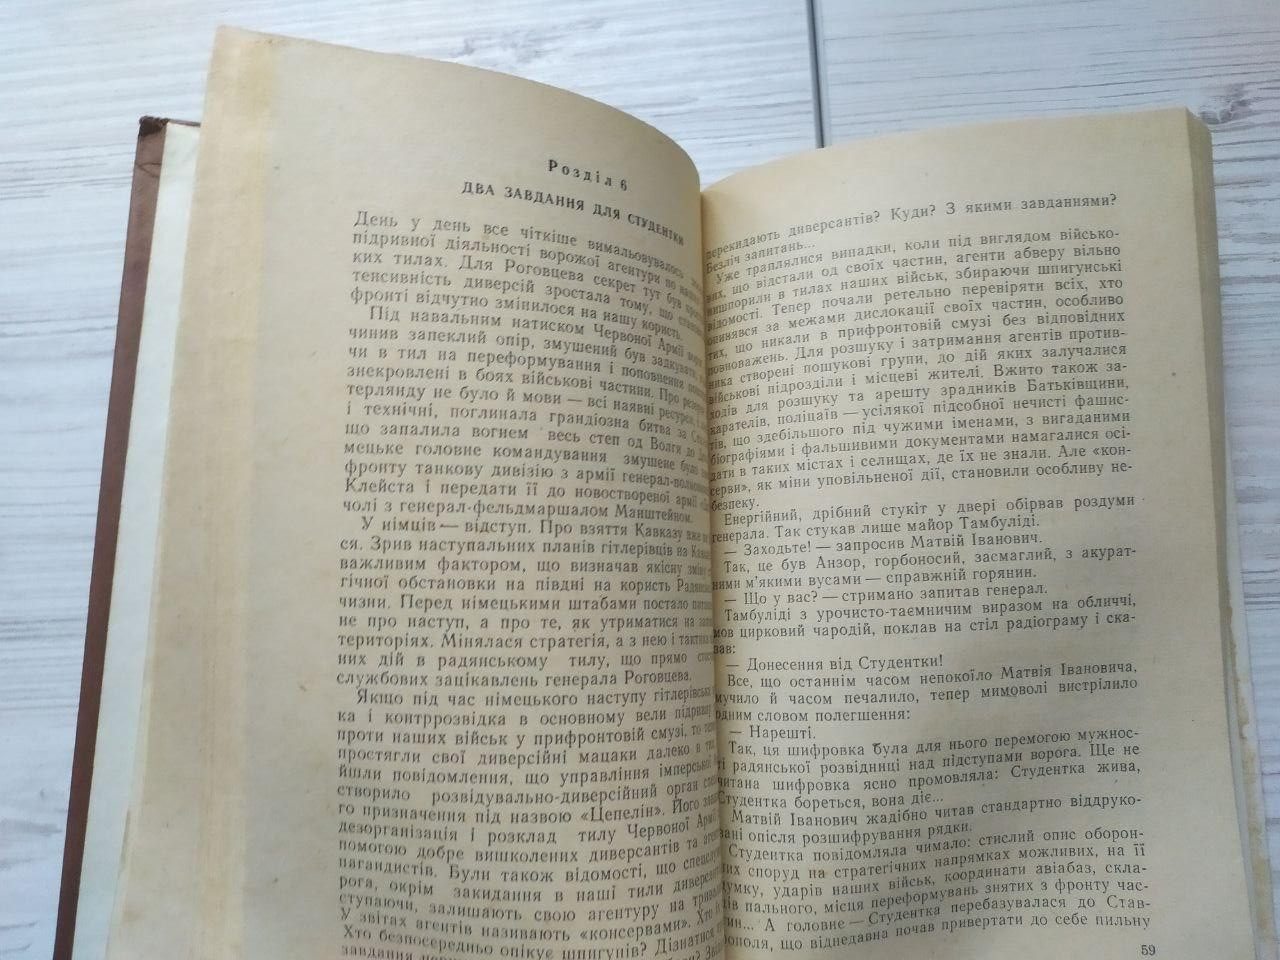 Розділ 6
ДВА ЗАВДАННЯ ДЛЯ СТУДЕНТКИ
День у день все чіткіше вимальовувалось
підривної діяльності ворожої агентури по
ких тилах. Для Роговцева секрет тут був
тенсивність диверсій зростала тому, що
фронті відчутно змінилося на нашу користь.
Під навальним натиском Червоної Армії
чинив запеклий опір, змушений був задкувати,
чи в тил на переформування і поповнення
знекровлені в боях військові частини. Про
терлянду не було й мови — всі наявні ресурси,
і технічні, поглинала грандіозна битва за
що запалила вогнем весь степ від Волги до
мецьке головне командування змушене було
фронту танкову дивізію з армії
Клейста і передати її до новоствореної армії
чолі з генерал-фельдмаршалом Манштейном.
У німців — відступ. Про взяття Кавказу вже
ся. Зрив наступальних планів гітлерівців на
важливим фактором, що визначав якісну
гічної обстановки на півдні на користь
чизни. Перед німецькими штабами постало
не про наступ, а про те, як утриматися на
територіях. Мінялася стратегія, а з нею і
них дій в радянському тилу, що прямо
службових зацікавлень генерала Роговцева.
Якщо під час німецького наступу гітлерівська
ка і контррозвідка в основному вели підривну
проти наших військ у прифронтовій смузі, то
простягли свої диверсійні мацаки далеко в
йшли повідомлення, що управління імперської
створило розвідувально-диверсійний орган
го призначення під назвою «Цепелін». Його
дезорганізація і розклад тилу Червоної Армії
помогою добре вишколених диверсантів та
пагандистів. Були також відомості, що
рога, окрім закидання в наші тили
ступаючи, залишають свою агентуру на
У звітах агентів називають «консервами». Хто
Хто безпосередньо опікує шпигунів?
завдання
перекидають диверсантів? Куди? З якими завданнями?
Безліч запитань...
Уже траплялися випадки, коли під виглядом військо-
вих, що відстали од своїх частин, агенти абверу вільно
нишпорили в тилах наших військ, збираючи шпигунські
відомості. Тепер почали ретельно перевіряти всіх, хто
опинявся за межами дислокації своїх частин, особливо
тих, що никали в прифронтовій смузі без відповідних
повноважень. Для розшуку і затримання агентів против-
ника створені пошукові групи, до дій яких залучалися
військові підрозділи і місцеві жителі. Вжито також за-
ходів для розшуку та арешту зрадників Батьківщини,
карателів, поліцаїв — усілякої підсобної нечисті фашис-
тів, що здебільшого під чужими іменами, з вигаданими
біографіями і фальшивими документами намагалися осі-
дати в таких містах і селищах, де їх не знали. Але «кон-
серви», як міни уповільненої дії, становили особливу не-
безпеку.
Енергійний, дрібний стукіт у двері обірвав роздуми
генерала. Так стукав лише майор Тамбуліді.
— Заходьте! — запросив Матвій Іванович.
Так, це був Анзор, горбоносий, засмаглий, з акурат-
ними м'якими вусами — справжній горянин.
— Що у вас? — стримано запитав генерал.
Тамбуліді з урочисто-таємничим виразом на обличчі,
мов цирковий чародій, поклав на стіл радіограму і ска-
вав:
— Донесення від Студентки!
Все, що останнім часом непокоїло Матвія Івановича,
мучило й часом печалило, тепер мимоволі вистрілило
одним словом полегшення:
— Нарешті.
Так, ця шифровка була для нього перемогою мужнос-
ті радянської розвідниці над підступами ворога. Ще не
читана шифровка ясно промовляла: Студентка жива,
Студентка бореться, вона діє...
Матвій Іванович жадібно читав стандартно віддруко-
вані опісля розшифрування рядки.
Студентка повідомляла чимало: стислий опис оборон-
них споруд на стратегічних напрямках можливих, на її
думку, ударів наших військ, координати авіабаз, скла-
дів пального, місця переформувань знятих з фронту час-
тин... А головне — Студентка перебазувалася до Став-
рополя, що віднедавна почав привертати до себе пильну
59